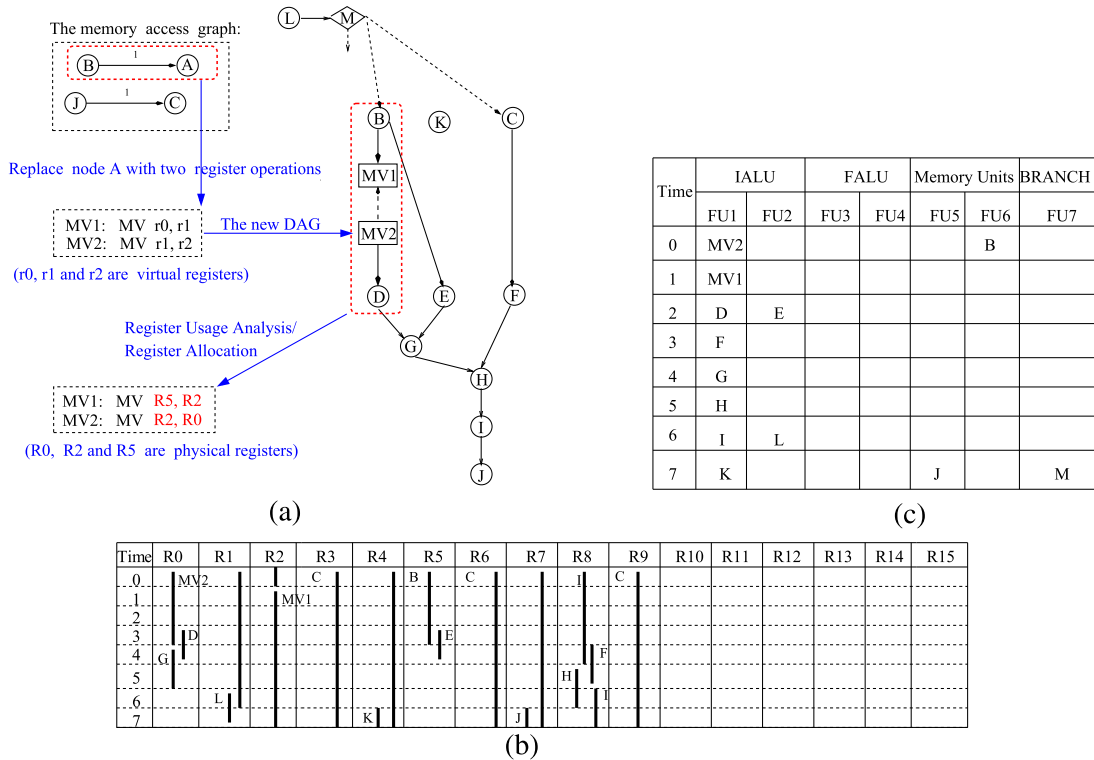 The memory access graph:
B 1 A
J 1 C
Replace node A with two register operations
MV1: MV r0, r1
MV2: MV r1, r2
(r0, r1 and r2 are virtual registers)
The new DAG
Register Usage Analysis/
Register Allocation
MV1: MV R5, R2
MV2: MV R2, R0
(R0, R2 and R5 are physical registers)
L M
B K C
MV1
MV2
D E F
G
H
I
J
(a)
Time IALU FALU Memory Units BRANCH
FU1 FU2 FU3 FU4 FU5 FU6 FU7
0 MV2 B
1 MV1
2 D E
3 F
4 G
5 H
6 I L
7 K J M
(c)
Time R0 R1 R2 R3 R4 R5 R6 R7 R8 R9 R10 R11 R12 R13 R14 R15
0 MV2 C B C I C
1 MV1
2
3 D E
4 G F
5 H
6 L I
7 K J
(b)